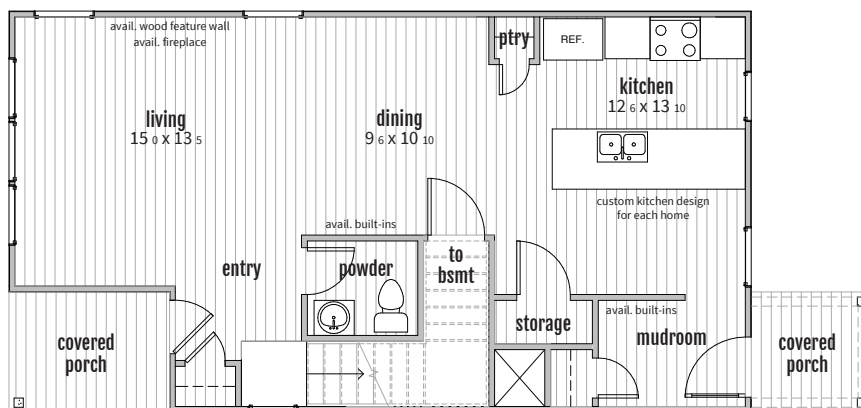 avail. wood feature wall
avail. fireplace
living
15 0 x 13 5
dining
9 6 x 10 10
ptry
REF.
kitchen
12 6 x 13 10
custom kitchen design
for each home
avail. built-ins
entry
powder
to
bsmt
storage
avail. built-ins
mudroom
covered
porch
covered
porch